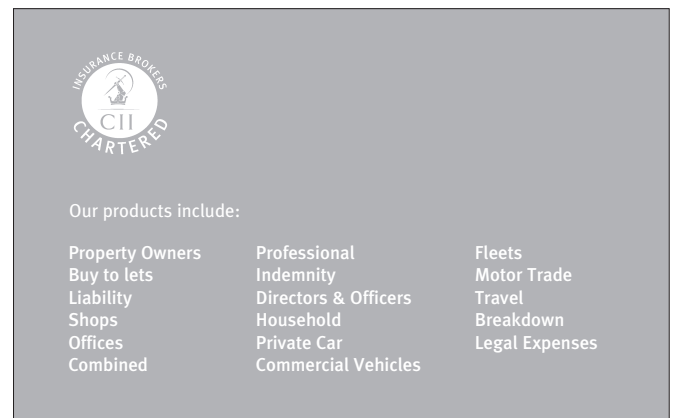 INSURANCE BROKERS
CII
CHARTERED
Our products include:
Property Owners
Buy to lets
Liability
Shops
Offices
Combined
Professional
Indemnity
Directors & Officers
Household
Private Car
Commercial Vehicles
Fleets
Motor Trade
Travel
Breakdown
Legal Expenses